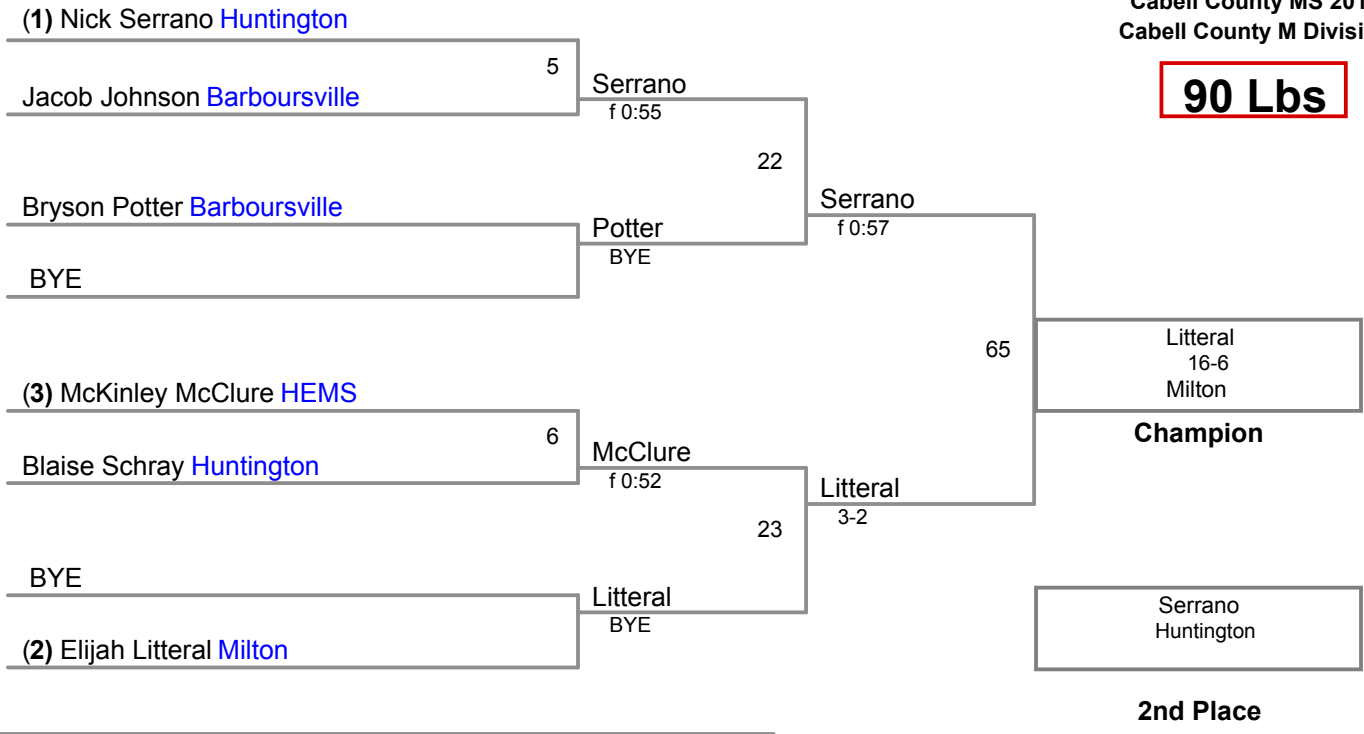 Cabell County MS 201
Cabell County M Divisi
90 Lbs
(1) Nick Serrano Huntington
5
Jacob Johnson Barboursville
Serrano
f 0:55
22
Bryson Potter Barboursville
Potter
BYE
BYE
Serrano
f 0:57
65
(3) McKinley McClure HEMS
6
Blaise Schray Huntington
McClure
f 0:52
23
BYE
Litteral
BYE
(2) Elijah Litteral Milton
Litteral
3-2
Litteral
16-6
Milton
Champion
Serrano
Huntington
2nd Place